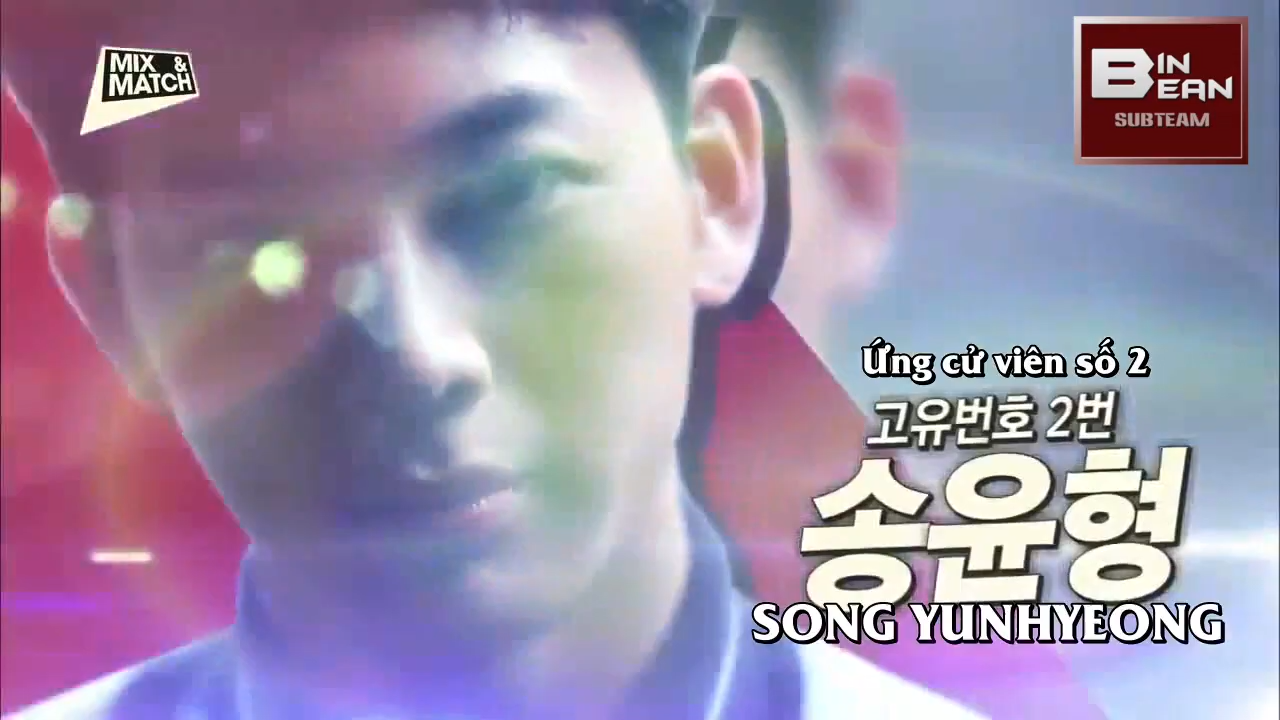 MIX &
MATCH
BIN
BEAN
SUBTEAM
Ứng cử viên số 2
고유번호 2번
송윤형
SONG YUNHYEONG